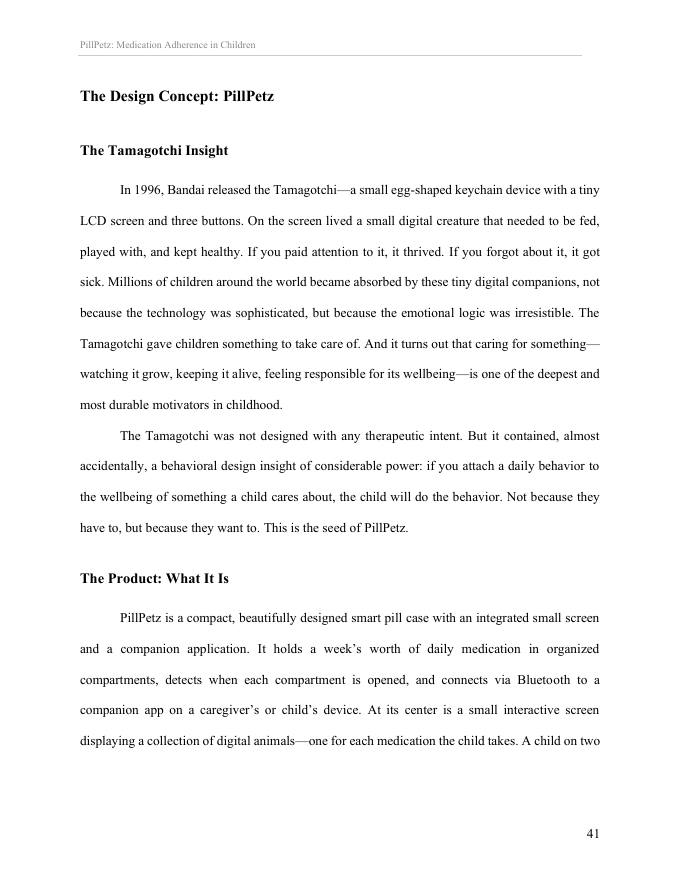 PillPetz: Medication Adherence in Children
The Design Concept: PillPetz
The Tamagotchi Insight
In 1996, Bandai released the Tamagotchi—a small egg-shaped keychain device with a tiny
LCD screen and three buttons. On the screen lived a small digital creature that needed to be fed,
played with, and kept healthy. If you paid attention to it, it thrived. If you forgot about it, it got
sick. Millions of children around the world became absorbed by these tiny digital companions, not
because the technology was sophisticated, but because the emotional logic was irresistible. The
Tamagotchi gave children something to take care of. And it turns out that caring for something—
watching it grow, keeping it alive, feeling responsible for its wellbeing—is one of the deepest and
most durable motivators in childhood.
The Tamagotchi was not designed with any therapeutic intent. But it contained, almost
accidentally, a behavioral design insight of considerable power: if you attach a daily behavior to
the wellbeing of something a child cares about, the child will do the behavior. Not because they
have to, but because they want to. This is the seed of PillPetz.
The Product: What It Is
PillPetz is a compact, beautifully designed smart pill case with an integrated small screen
and a companion application. It holds a week’s worth of daily medication in organized
compartments, detects when each compartment is opened, and connects via Bluetooth to a
companion app on a caregiver’s or child’s device. At its center is a small interactive screen
displaying a collection of digital animals—one for each medication the child takes. A child on two
41